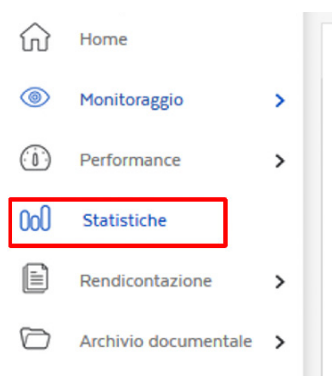 Home
Monitoraggio
Performance
Statistiche
Rendicontazione
Archivio documentale